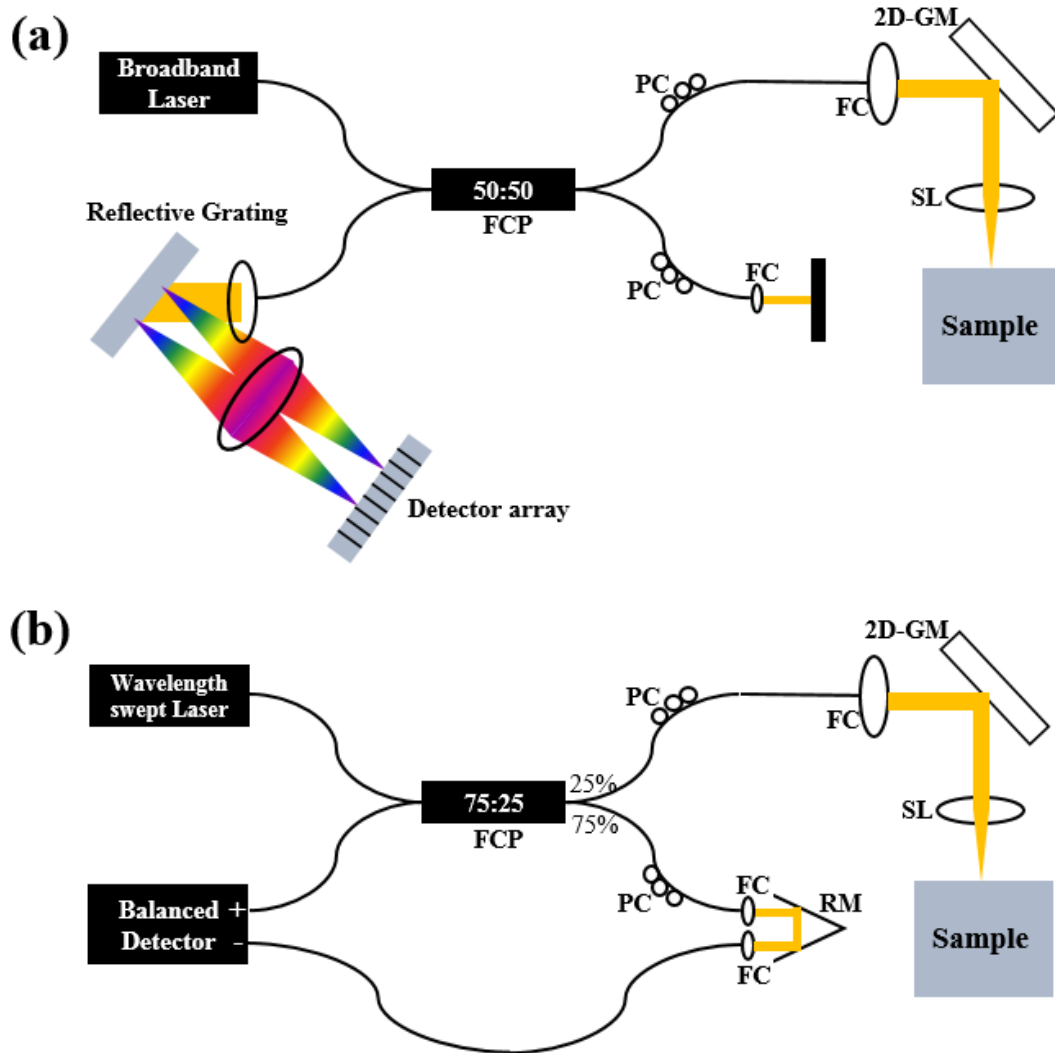 (a)
2D-GM
Broadband
Laser
PC
FC
50:50
FCP
SL
Reflective Grating
PC
FC
Sample
Detector array
(b)
2D-GM
Wavelength
swept Laser
PC
FC
25%
75:25
75%
FCP
SL
PC
FC
RM
Balanced +
Detector -
FC
Sample